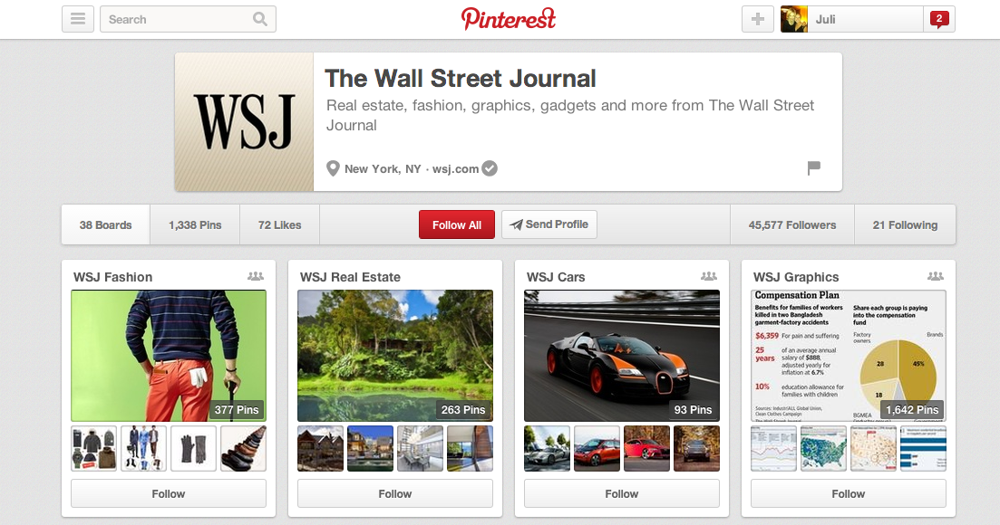 Search
Pinterest
Juli
2
WSJ
The Wall Street Journal
Real estate, fashion, graphics, gadgets and more from The Wall Street
Journal
New York, NY · wsj.com
38 Boards
1,338 Pins
72 Likes
Follow All
Send Profile
45,577 Followers
21 Following
WSJ Fashion
377 Pins
Follow
WSJ Real Estate
263 Pins
Follow
WSJ Cars
93 Pins
Follow
WSJ Graphics
Compensation Plan
Benefits for families of workers
killed in two Bangladesh
garment-factory accidents
$6,359 For pain and suffering
25 years
of an average annual
salary of $888,
adjusted yearly for
inflation at 6.7%
10%
education allowance for
families with children
Sources: IndustriALL Global Union,
Clean Clothes Campaign
Share each group is paying
into the compensation
fund
Factory
owners
Brands
28
45%
18
BGMEA
1,642 Pins
Follow